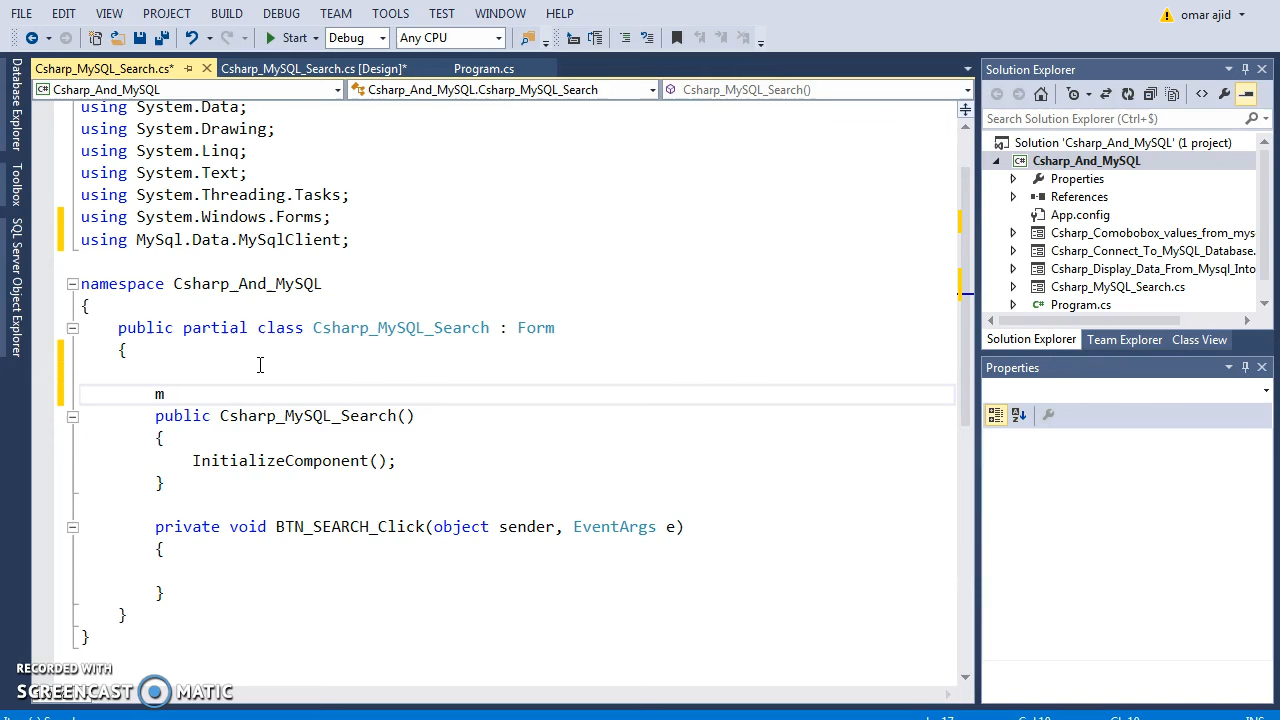 FILE EDIT VIEW PROJECT BUILD DEBUG TEAM TOOLS TEST WINDOW HELP omar ajid
Start Debug Any CPU
Csharp_MySQL_Search.cs* Csharp_MySQL_Search.cs [Design]* Program.cs
Csharp_And_MySQL Csharp_And_MySQL.Csharp_MySQL_Search Csharp_MySQL_Search()
Database Explorer
Toolbox
SQL Server Object Explorer
using System.Data;
using System.Drawing;
using System.Linq;
using System.Text;
using System.Threading.Tasks;
using System.Windows.Forms;
using MySql.Data.MySqlClient;
namespace Csharp_And_MySQL
{
public partial class Csharp_MySQL_Search : Form
{
m
public Csharp_MySQL_Search()
{
InitializeComponent();
}
private void BTN_SEARCH_Click(object sender, EventArgs e)
{
}
}
}
Solution Explorer
Search Solution Explorer (Ctrl+$)
Solution 'Csharp_And_MySQL' (1 project)
Csharp_And_MySQL
Properties
References
App.config
Csharp_Comobobox_values_from_mys
Csharp_Connect_To_MySQL_Database.
Csharp_Display_Data_From_Mysql_Into
Csharp_MySQL_Search.cs
Program.cs
Solution Explorer Team Explorer Class View
Properties
RECORDED WITH
SCREENCAST MATIC